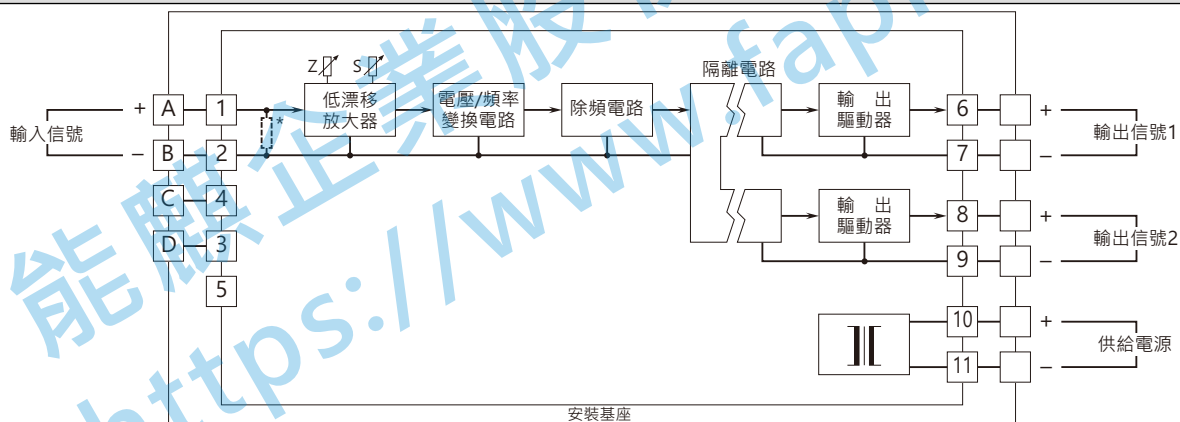 隔離電路
Z S
低漂移
放大器
電壓/頻率
變換電路
除頻電路
輸 出
驅動器
+ A 1 * 6 +
輸入信號
輸出信號1
− B 2 7 −
C 4
輸 出
驅動器
8 +
D 3
輸出信號2
9 −
5
10 +
供給電源
11 −
安裝基座
能麒企業股
https://www.fap